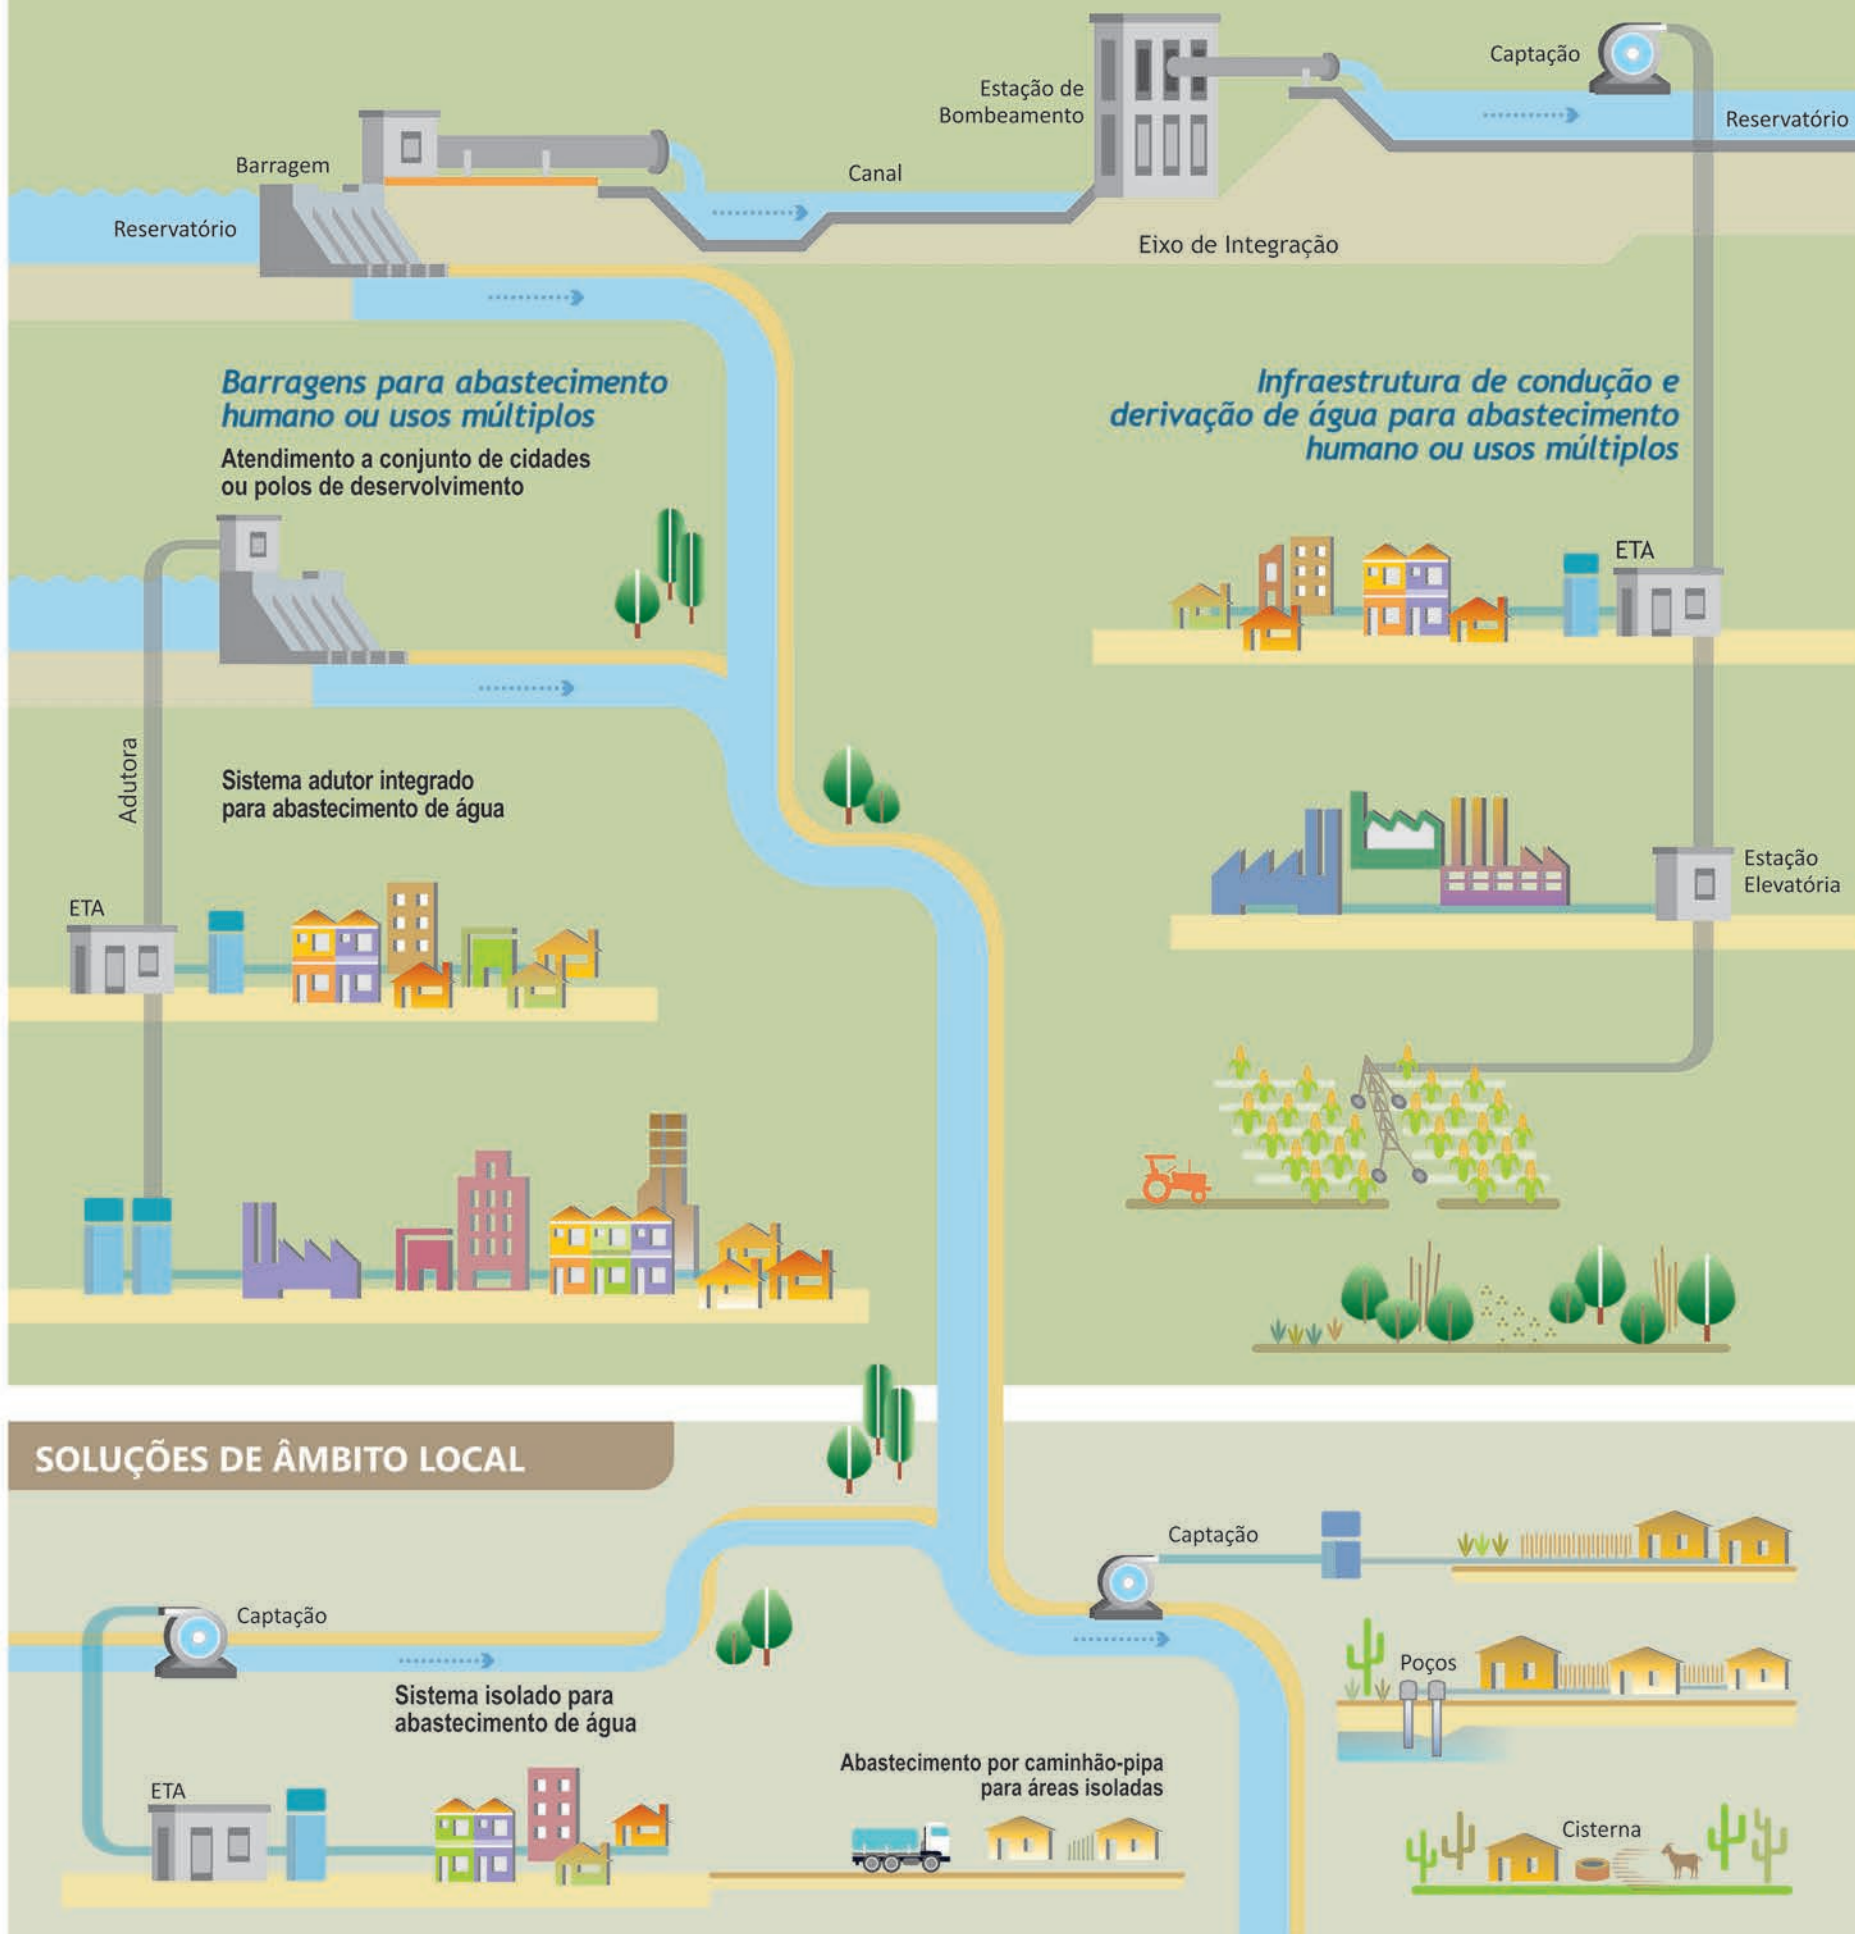 Captação
Estação de
Bombeamento
Reservatório
Barragem
Canal
Reservatório
Eixo de Integração
Barragens para abastecimento
humano ou usos múltiplos
Atendimento a conjunto de cidades
ou polos de desenvolvimento
Infraestrutura de condução e
derivação de água para abastecimento
humano ou usos múltiplos
ETA
Adutora
Sistema adutor integrado
para abastecimento de água
Estação
Elevatória
ETA
SOLUÇÕES DE ÂMBITO LOCAL
Captação
Captação
Poços
Sistema isolado para
abastecimento de água
Abastecimento por caminhão-pipa
para áreas isoladas
ETA
Cisterna